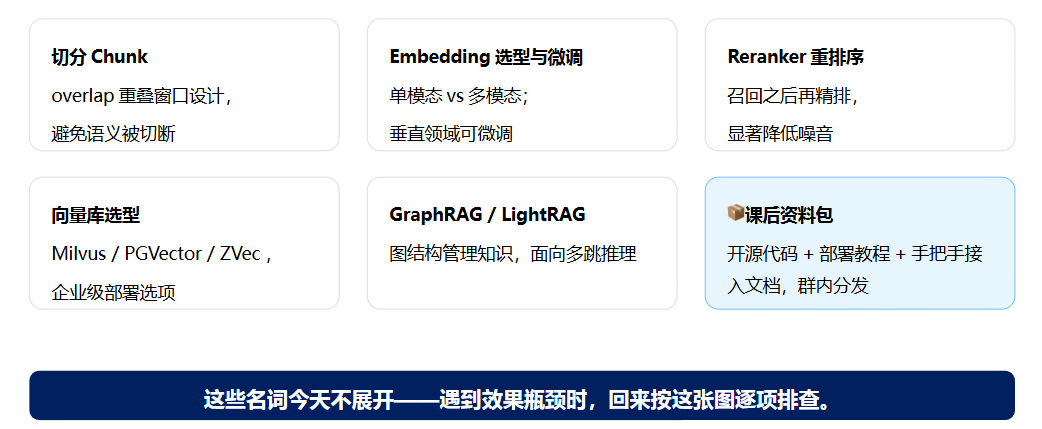 切分 Chunk
overlap 重叠窗口设计，
避免语义被切断
Embedding 选型与微调
单模态 vs 多模态；
垂直领域可微调
Reranker 重排序
召回之后再精排，
显著降低噪音
向量库选型
Milvus / PGVector / ZVec ，
企业级部署选项
GraphRAG / LightRAG
图结构管理知识，面向多跳推理
📦课后资料包
开源代码 + 部署教程 + 手把手接
入文档，群内分发
这些名词今天不展开——遇到效果瓶颈时，回来按这张图逐项排查。